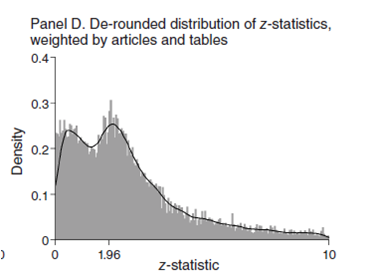 Panel D. De-rounded distribution of z-statistics,
weighted by articles and tables
0.4
0.3
Density
0.2
0.1
0
0
0 1.96 10
z-statistic